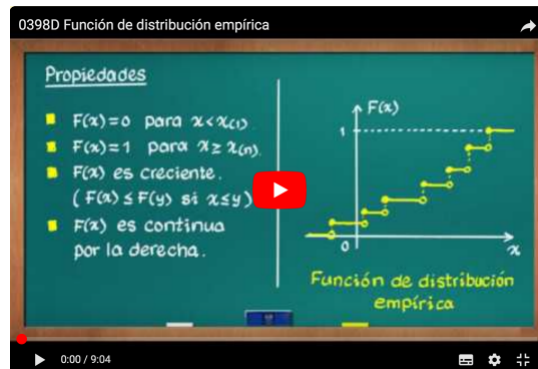 0398D Función de distribución empírica
Propiedades
F(x)=0 para x<x(1).
F(x)=1 para x≥x(n).
F(x) es creciente.
(F(x)≤F(y) si x≤y)
F(x) es continua
por la derecha.
F(x)
1
0
x
Función de distribución
empírica
0:00 / 9:04